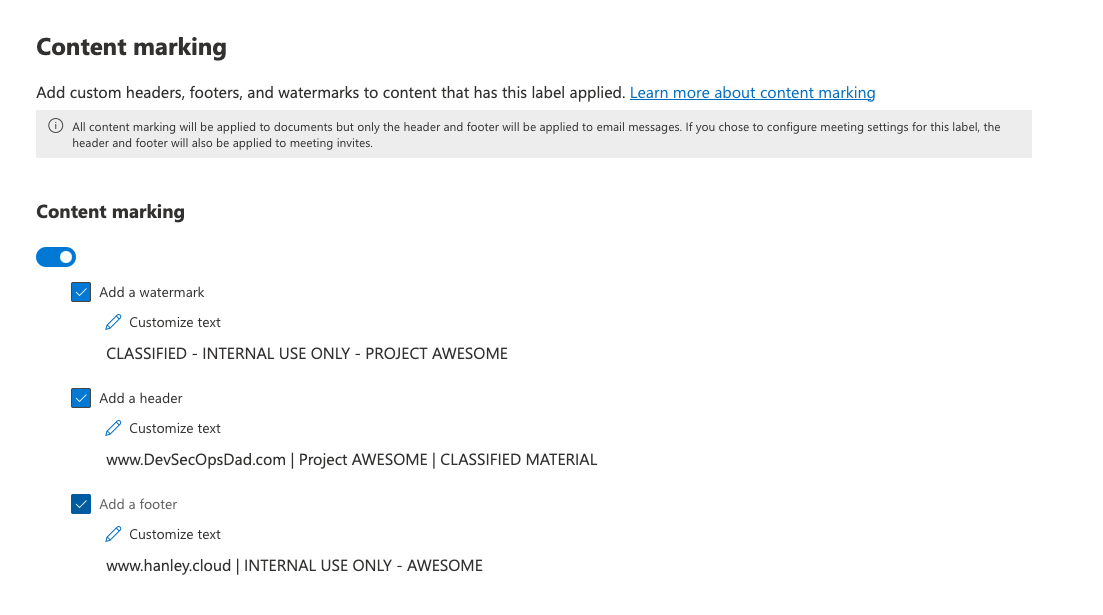 Content marking
Add custom headers, footers, and watermarks to content that has this label applied. Learn more about content marking
All content marking will be applied to documents but only the header and footer will be applied to email messages. If you chose to configure meeting settings for this label, the
header and footer will also be applied to meeting invites.
Content marking
Add a watermark
Customize text
CLASSIFIED - INTERNAL USE ONLY - PROJECT AWESOME
Add a header
Customize text
www.DevSecOpsDad.com | Project AWESOME | CLASSIFIED MATERIAL
Add a footer
Customize text
www.hanley.cloud | INTERNAL USE ONLY - AWESOME